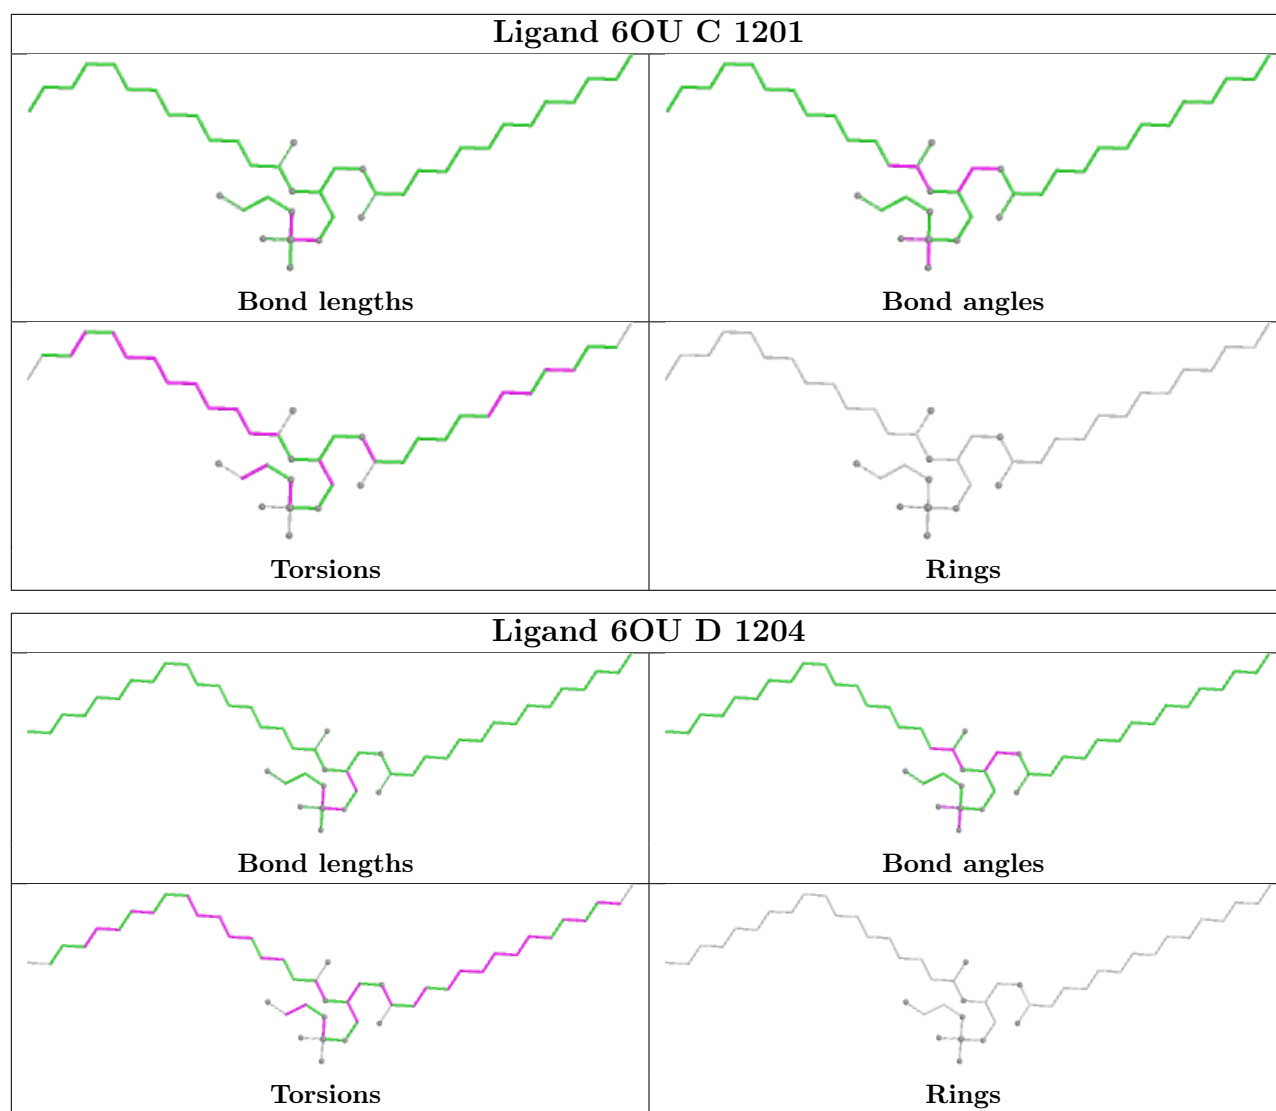 Ligand 6OU C 1201
Bond lengths
Bond angles
Torsions
Rings
Ligand 6OU D 1204
Bond lengths
Bond angles
Torsions
Rings